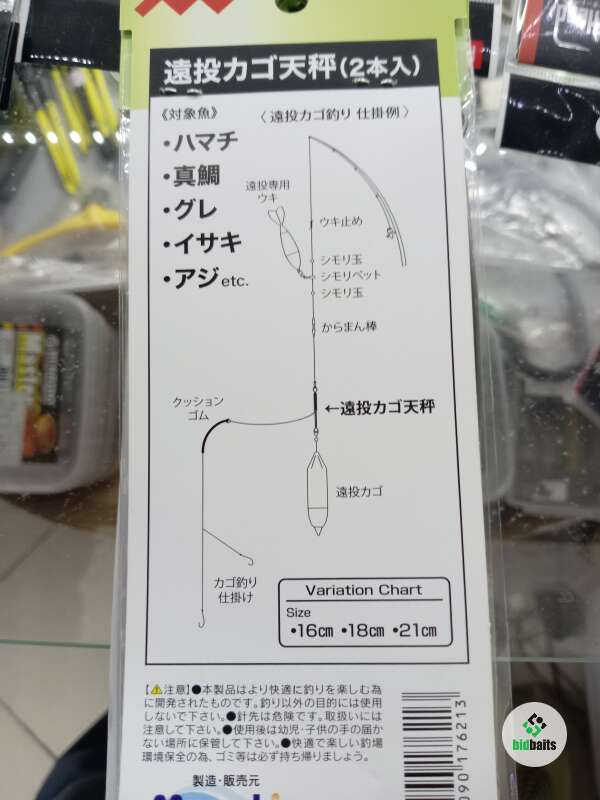 遠投カゴ天秤(2本入)
《対象魚》
〈遠投カゴ釣り 仕掛例〉
・ハマチ
・真鯛
・グレ
・イサキ
・アジetc.
遠投専用
ウキ
ウキ止め
シモリ玉
シモリペット
シモリ玉
からまん棒
クッション
ゴム
←遠投カゴ天秤
遠投カゴ
カゴ釣り
仕掛け
Variation Chart
Size
•16cm •18cm •21cm
【⚠注意】●本製品はより快適に釣りを楽しむ為
に開発されたものです。釣り以外の目的には使用
しないで下さい。●針先は危険です。取扱いには
注意して下さい。●使用後は幼児・子供の手の届か
ない場所に保管して下さい。●快適で楽しい釣場
環境保全の為、ゴミ等は必ず持ち帰りましょう。
製造・販売元
090176213
bidbaits